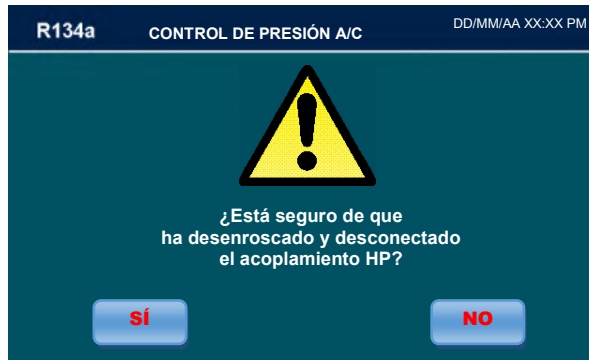 R134a CONTROL DE PRESIÓN A/C DD/MM/AA XX:XX PM
¿Está seguro de que
ha desenroscado y desconectado
el acoplamiento HP?
SÍ NO